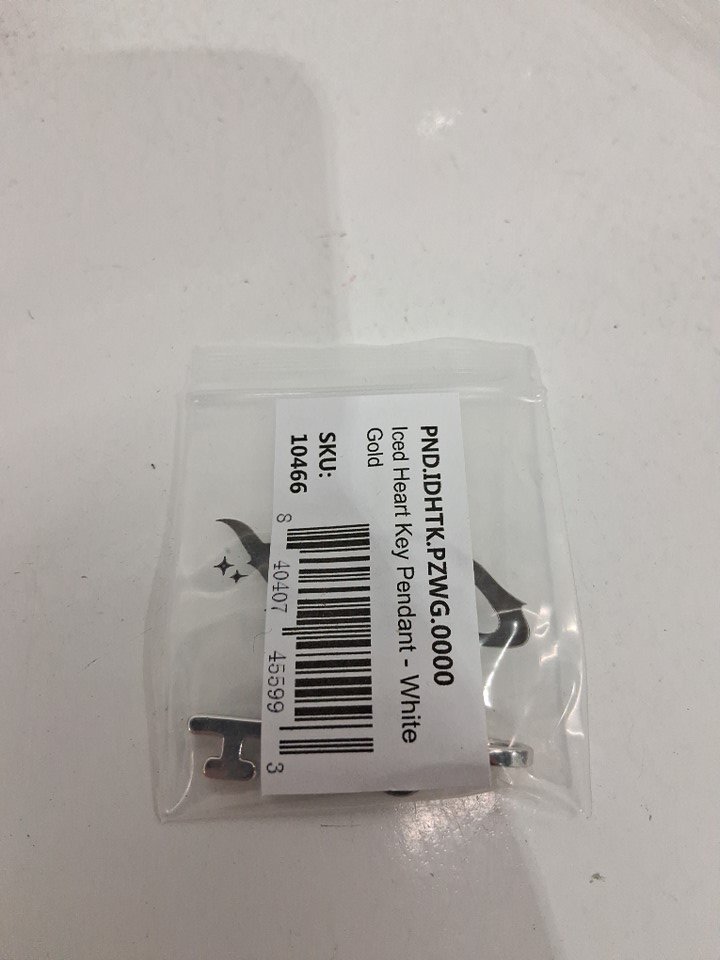 PND.IDHTK.PZWG.0000
Iced Heart Key Pendant - White
Gold
SKU:
10466
8 40407 45599 3